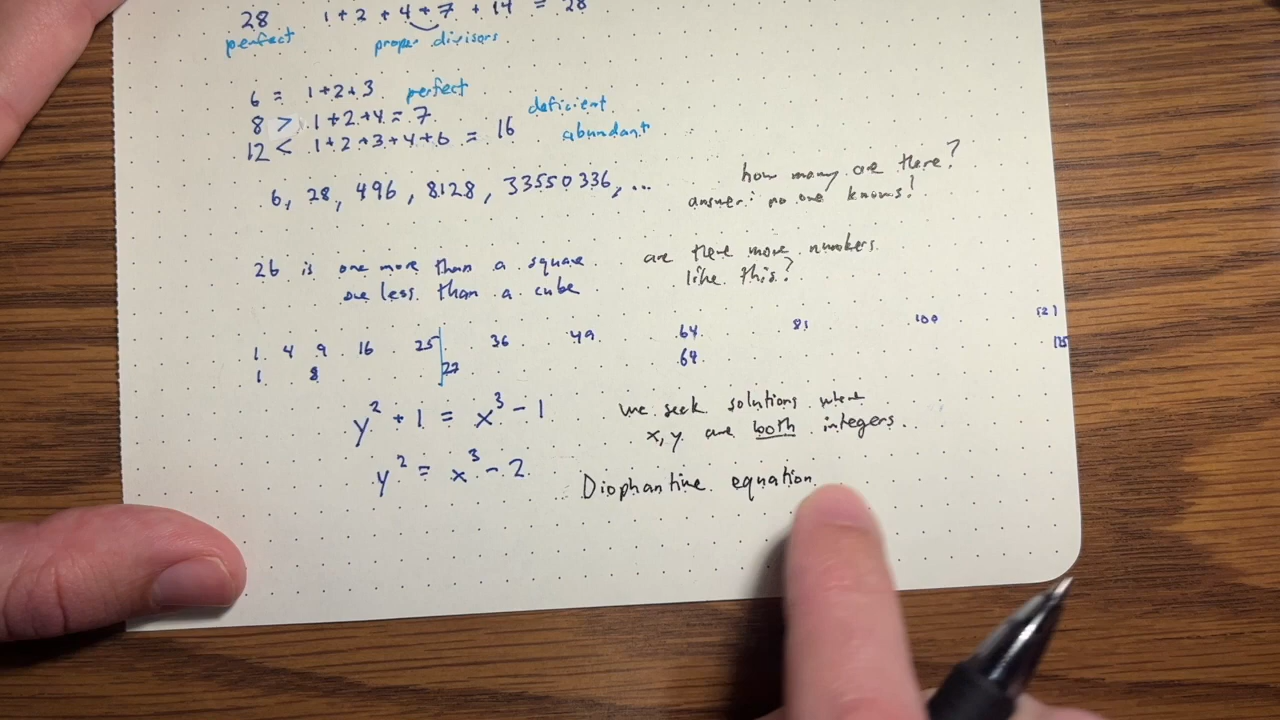 28 1 + 2 + 4 + 7 + 14 = 28
perfect proper divisors
6 = 1+2+3 perfect
8 > 1+2+4 = 7 deficient
12 < 1+2+3+4+6 = 16 abundant
6, 28, 496, 8128, 33550336, ... how many are there?
answer: no one knows!
26 is one more than a square are there more numbers
one less than a cube like this?
1 4 9 16 25 36 49 64 81 100 121
1 8 27 64 125
y² + 1 = x³ - 1 we seek solutions where
x, y are both integers.
y² = x³ - 2 Diophantine equation